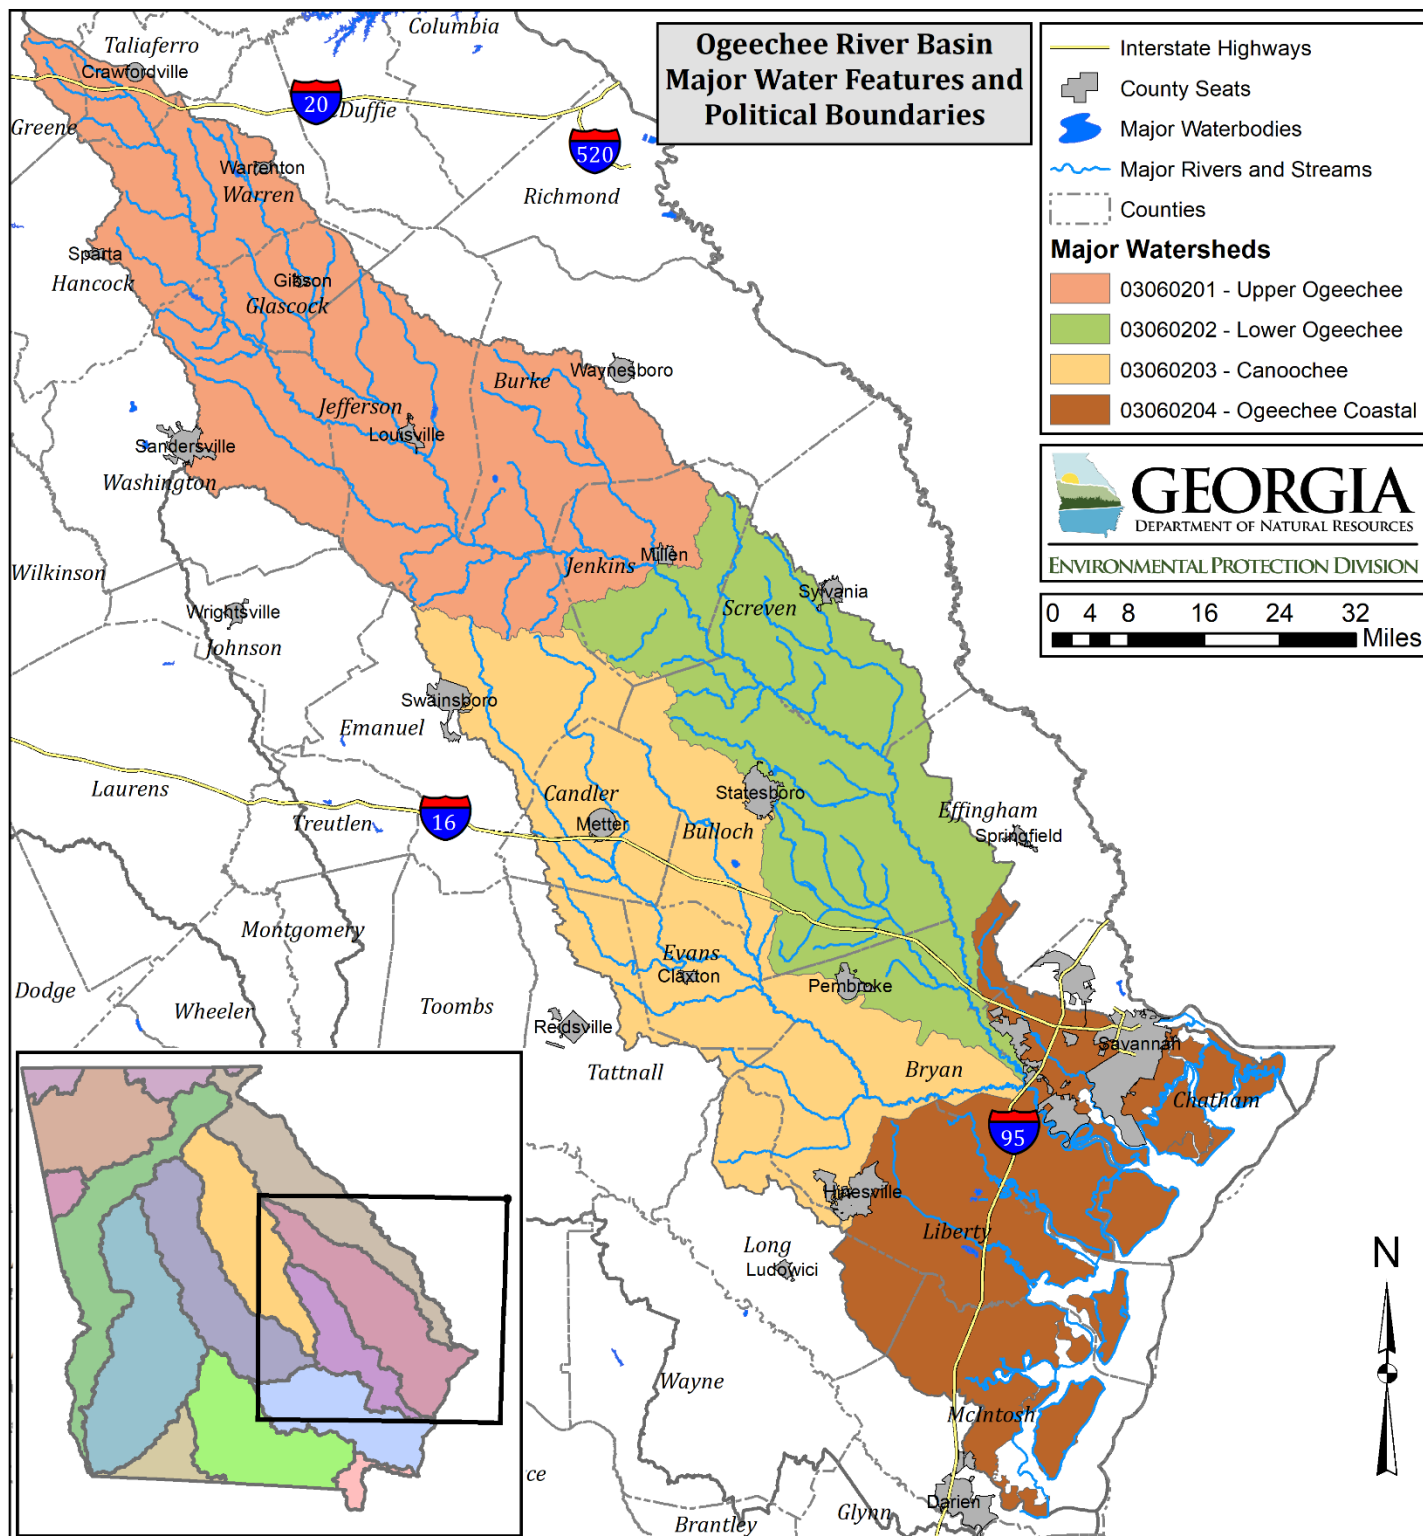 Ogeechee River Basin
Major Water Features and
Political Boundaries
Interstate Highways
County Seats
Major Waterbodies
Major Rivers and Streams
Counties
Major Watersheds
03060201 - Upper Ogeechee
03060202 - Lower Ogeechee
03060203 - Canoochee
03060204 - Ogeechee Coastal
GEORGIA
DEPARTMENT OF NATURAL RESOURCES
ENVIRONMENTAL PROTECTION DIVISION
0 4 8 16 24 32
Miles
Columbia
Taliaferro
Crawfordville
20
Duffie
Greene
520
Warrenton
Warren
Richmond
Sparta
Hancock
Gibson
Glascock
Waynesboro
Burke
Jefferson
Louisville
Sandersville
Washington
Millen
Jenkins
Wilkinson
Sylvania
Screven
Wrightsville
Johnson
Swainsboro
Emanuel
Laurens
Candler
Statesboro
Treutlen
16
Metter
Bulloch
Effingham
Springfield
Montgomery
Evans
Claxton
Pembroke
Dodge
Wheeler
Toombs
Reidsville
Savannah
Tattnall
Bryan
Chatham
95
Hinesville
Liberty
Long
Ludowici
N
Wayne
McIntosh
ce
Darien
Glynn
Brantley